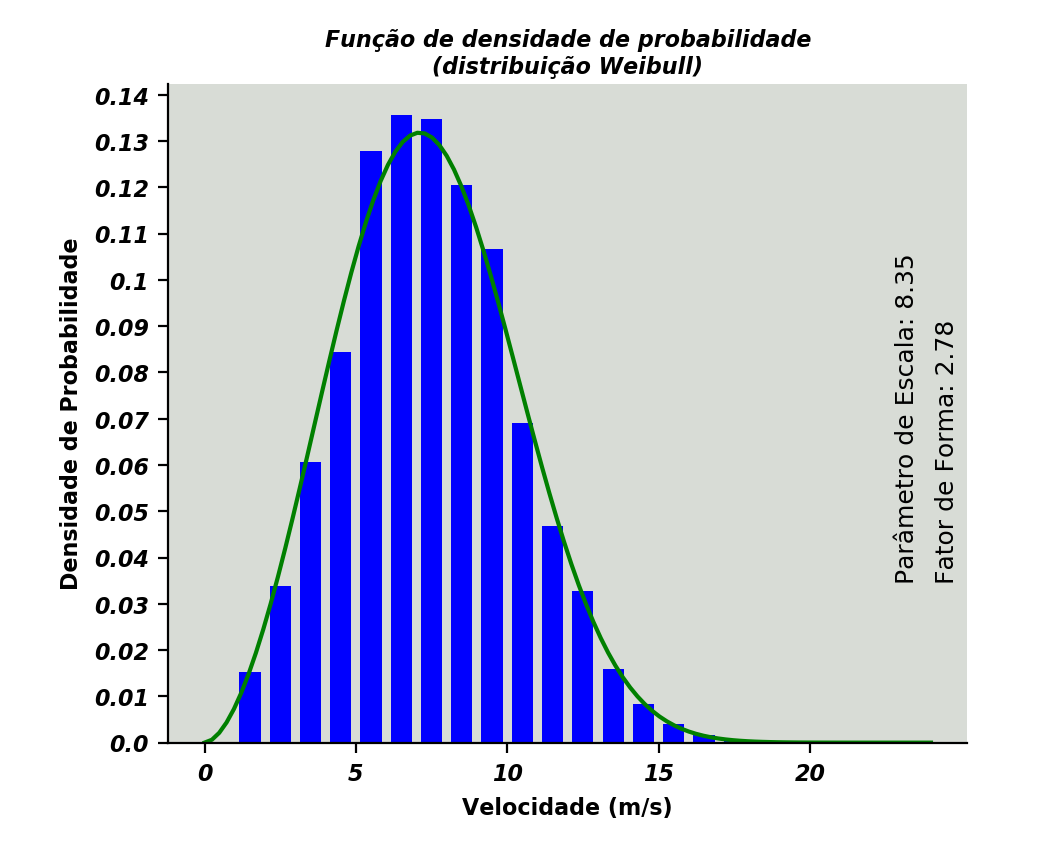 Função de densidade de probabilidade
(distribuição Weibull)
0.14
0.13
0.12
0.11
0.1
0.09
0.08
0.07
0.06
0.05
0.04
0.03
0.02
0.01
0.0
Densidade de Probabilidade
Parâmetro de Escala: 8.35
Fator de Forma: 2.78
0 5 10 15 20
Velocidade (m/s)